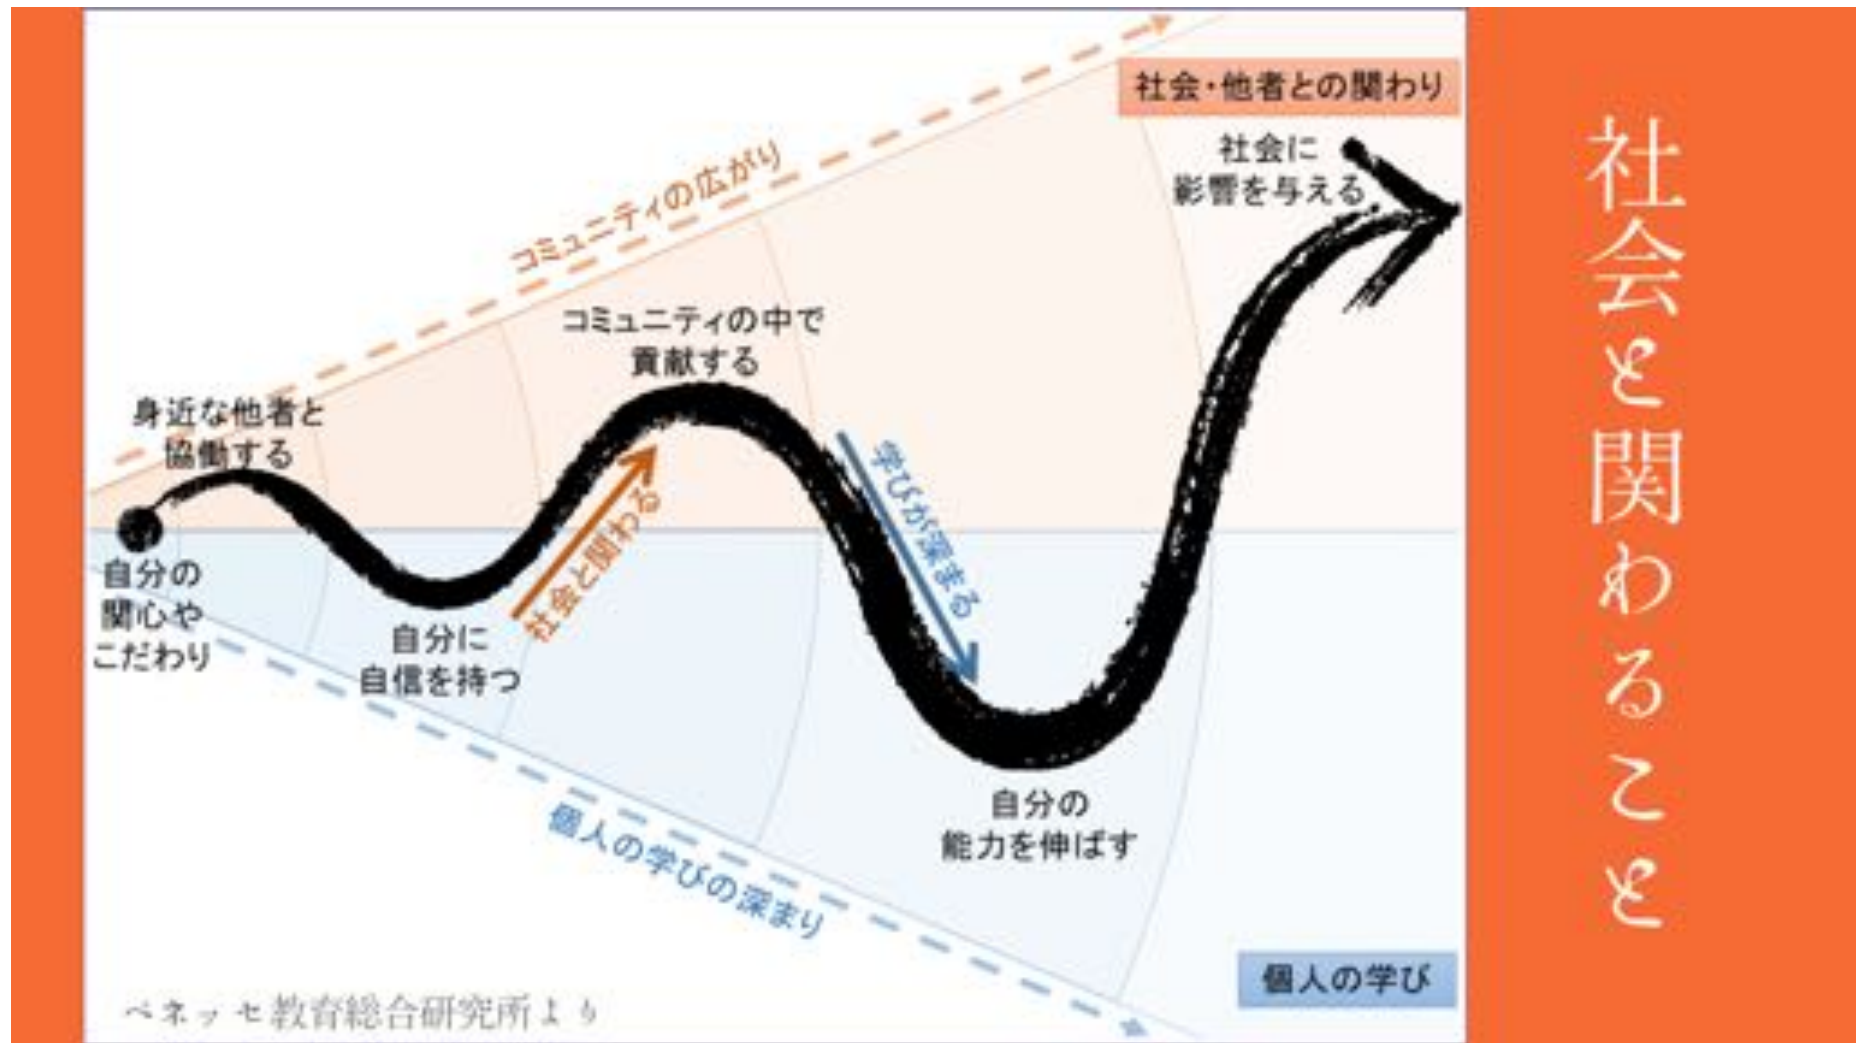 社会と関わること
社会・他者との関わり
社会に
影響を与える
コミュニティの広がり
コミュニティの中で
貢献する
身近な他者と
協働する
学びが深まる
社会と関わる
自分の
関心や
こだわり
自分に
自信を持つ
自分の
能力を伸ばす
個人の学びの深まり
個人の学び
ベネッセ教育総合研究所より